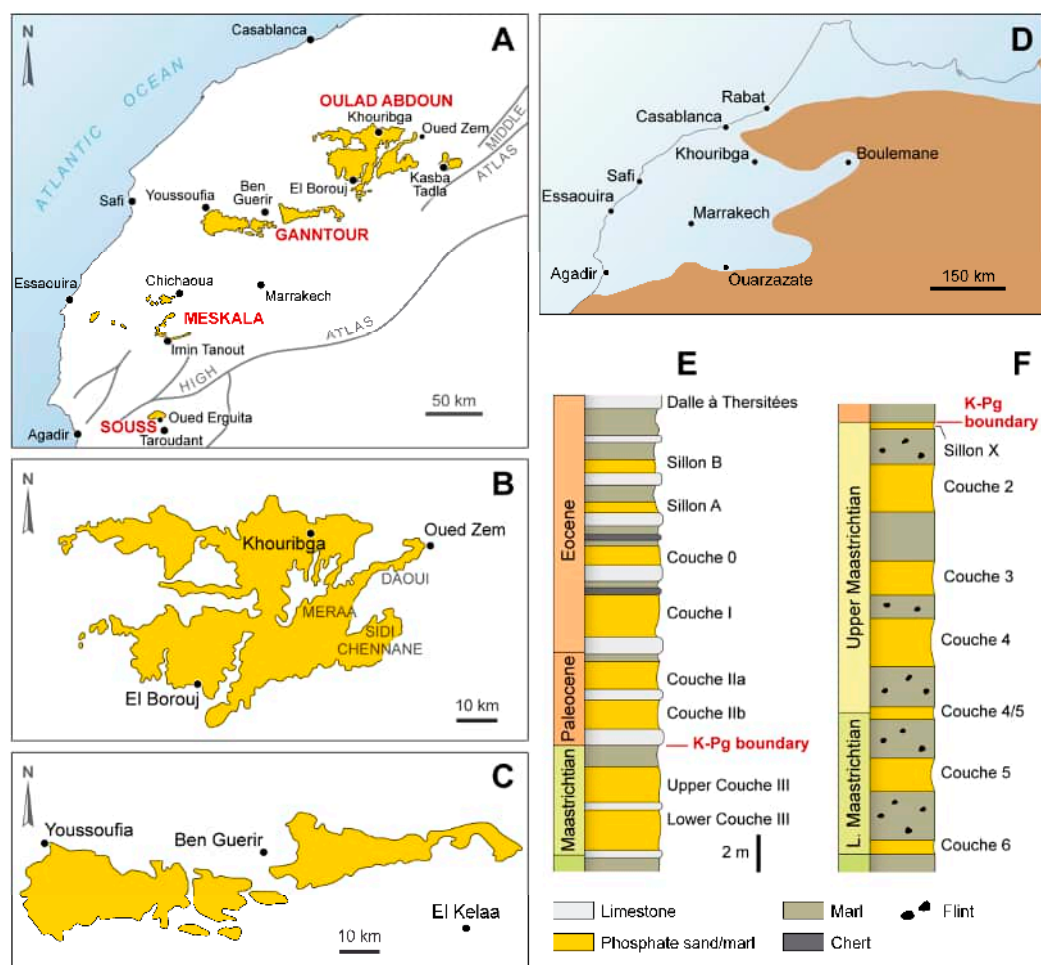 A
N
Casablanca
ATLANTIC OCEAN
OULAD ABDOUN
Khouribga
Oued Zem
MIDDLE
ATLAS
Kasba
Tadla
El Borouj
Safi
Youssoufia
Ben
Guerir
GANNTOUR
Essaouira
Chichaoua
Marrakech
MESKALA
Imin Tanout
HIGH
ATLAS
50 km
SOUSS
Oued Erguita
Agadir
Taroudant
B
N
Khouribga
Oued Zem
DAOUI
MERAA
SIDI
CHENNANE
El Borouj
10 km
C
N
Youssoufia
Ben Guerir
El Kelaa
10 km
D
Rabat
Casablanca
Khouribga
Boulemane
Safi
Essaouira
Marrakech
Agadir
Ouarzazate
150 km
E
Dalle à Thersitées
Sillon B
Sillon A
Couche 0
Couche I
Couche IIa
Couche IIb
K-Pg boundary
Upper Couche III
Lower Couche III
Eocene
Paleocene
Maastrichtian
2 m
F
K-Pg
boundary
Sillon X
Couche 2
Couche 3
Couche 4
Couche 4/5
Couche 5
Couche 6
Upper Maastrichtian
L. Maastrichtian
Limestone
Marl
Flint
Phosphate sand/marl
Chert